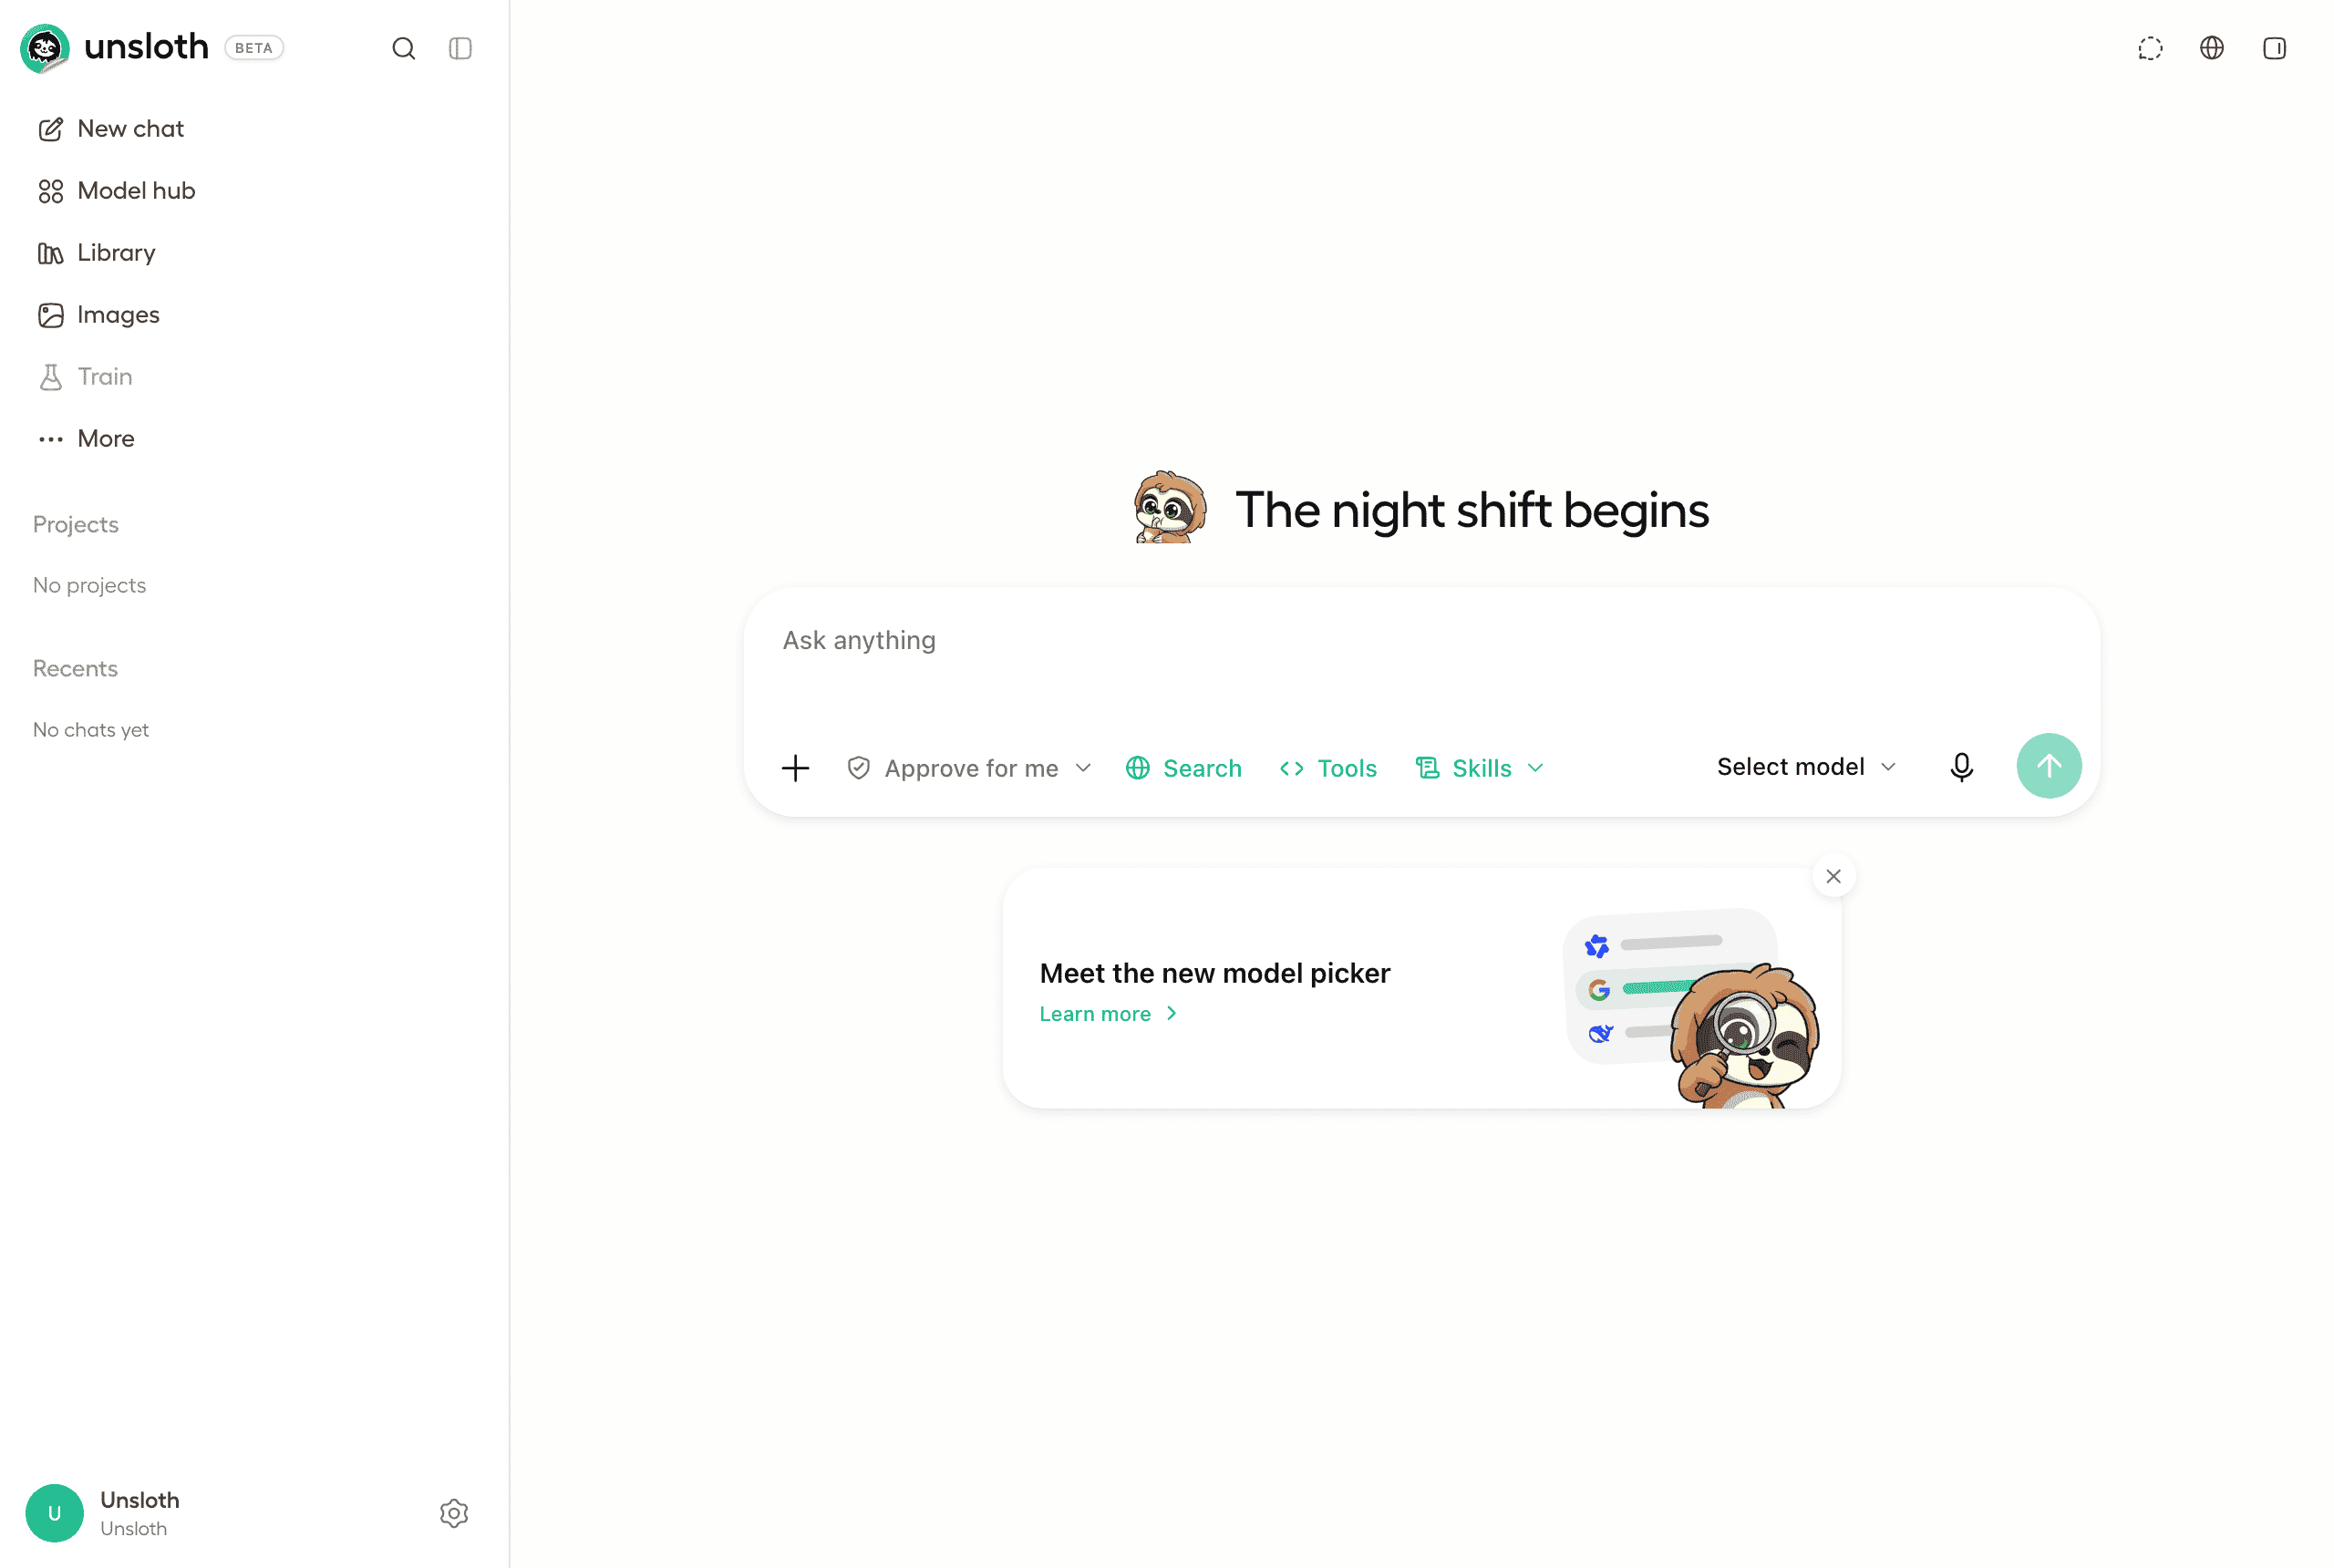 unsloth BETA
New chat
Model hub
Library
Images
Train
More
Projects
No projects
Recents
No chats yet
Unsloth
Unsloth
U
The night shift begins
Ask anything
Approve for me Search Tools Skills Select model
Meet the new model picker
Learn more